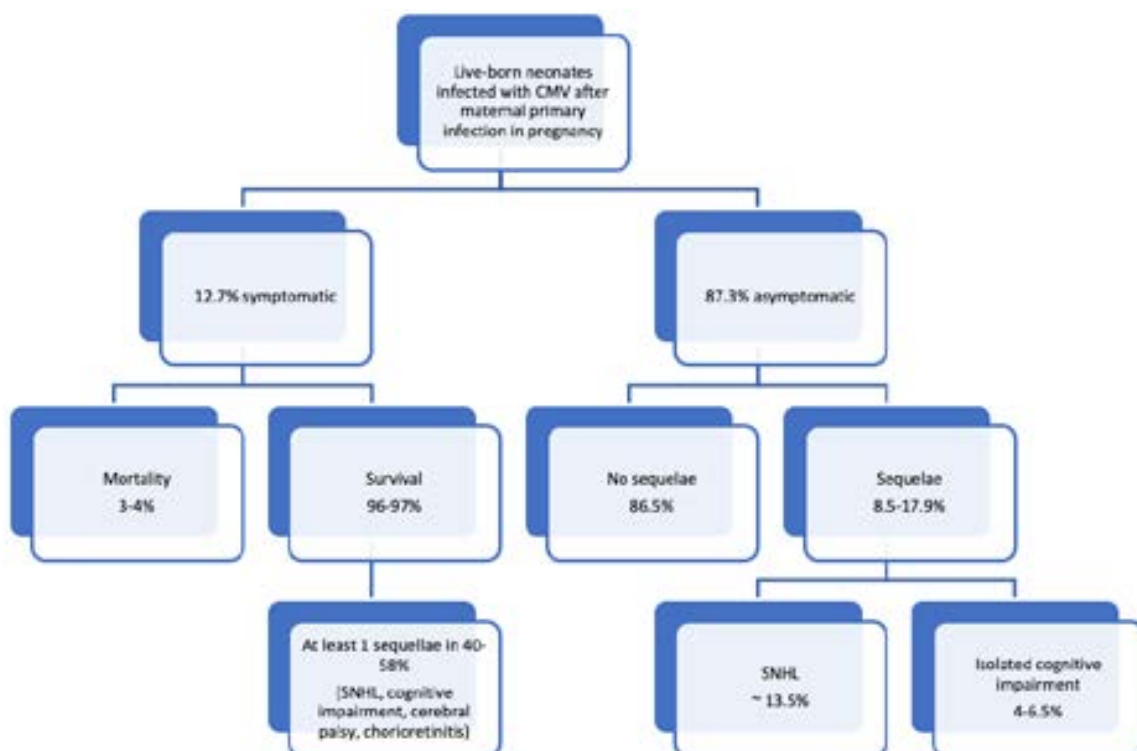 Live-born neonates
infected with CMV after
maternal primary
infection in pregnancy
12.7% symptomatic
87.3% asymptomatic
Mortality
3-4%
Survival
96-97%
No sequelae
86.5%
Sequelae
8.5-17.9%
At least 1 sequellae in 40-
58%
(SNHL, cognitive
impairment, cerebral
palsy, chorioretinitis)
SNHL
~ 13.5%
Isolated cognitive
impairment
4-6.5%